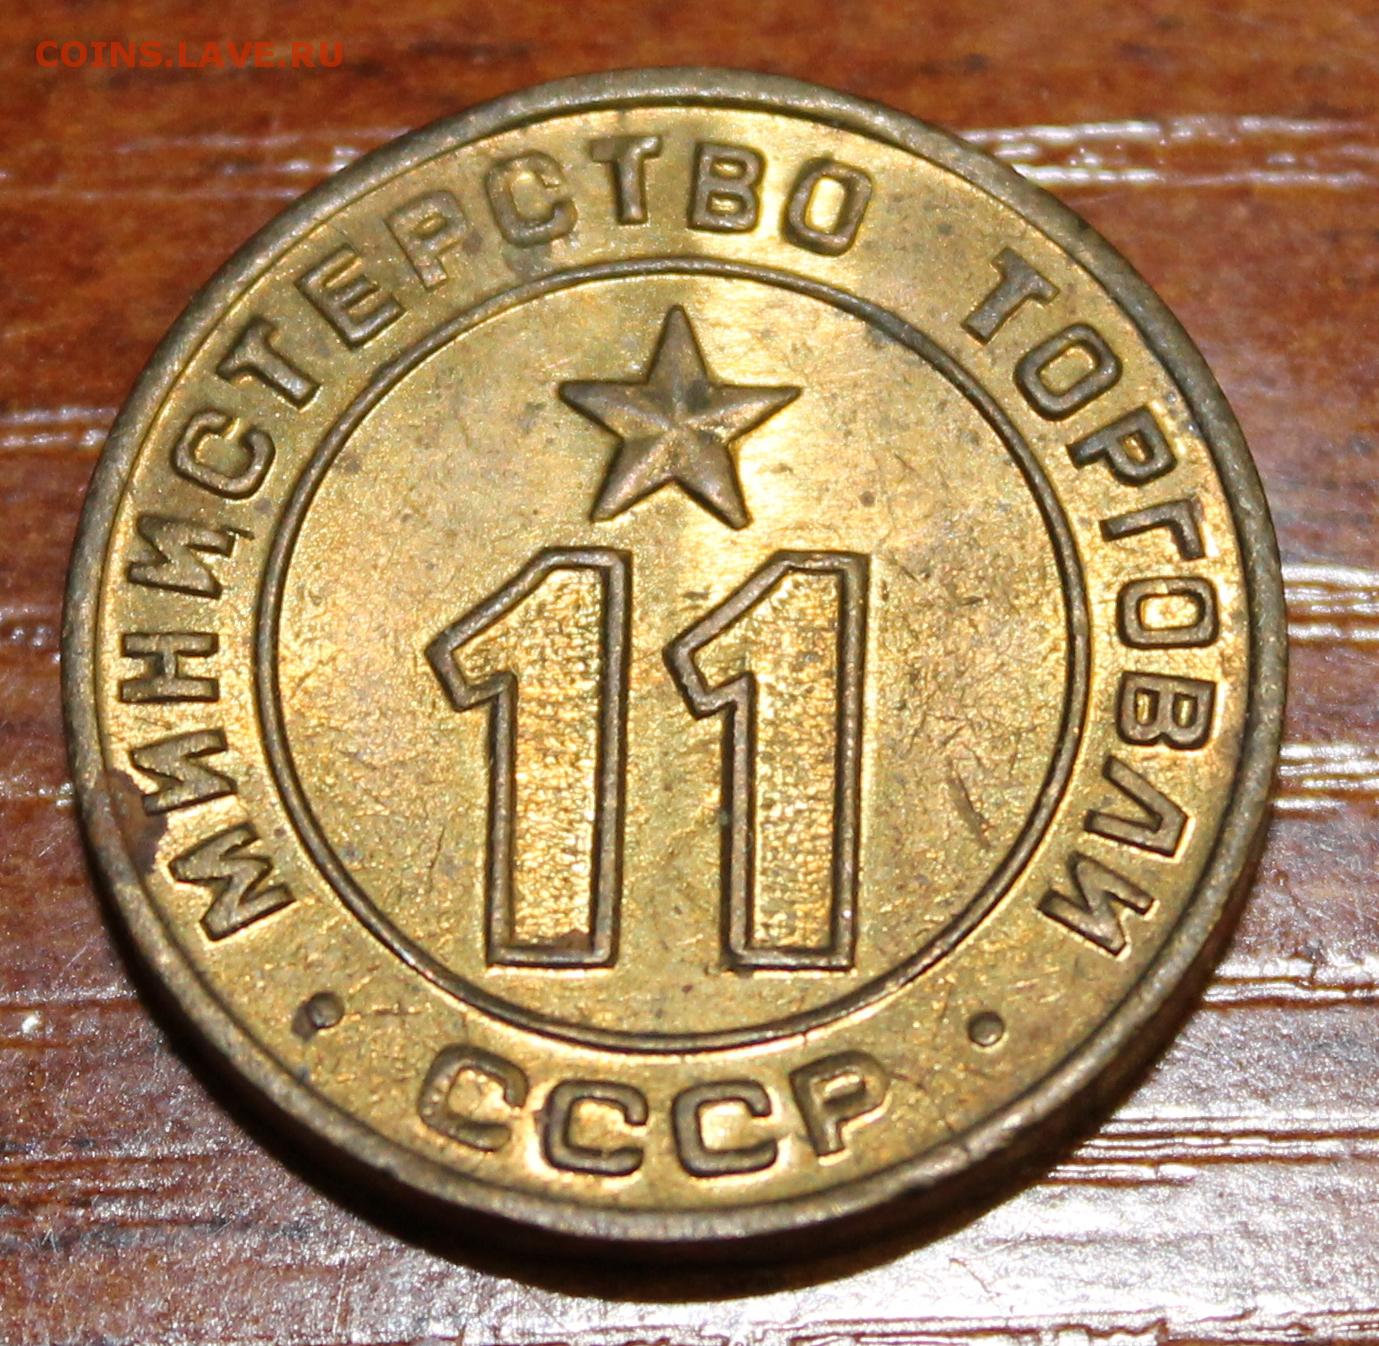 COINS.LAVE.RU
МИНИСТЕРСТВО ТОРГОВЛИ
11
• СССР •